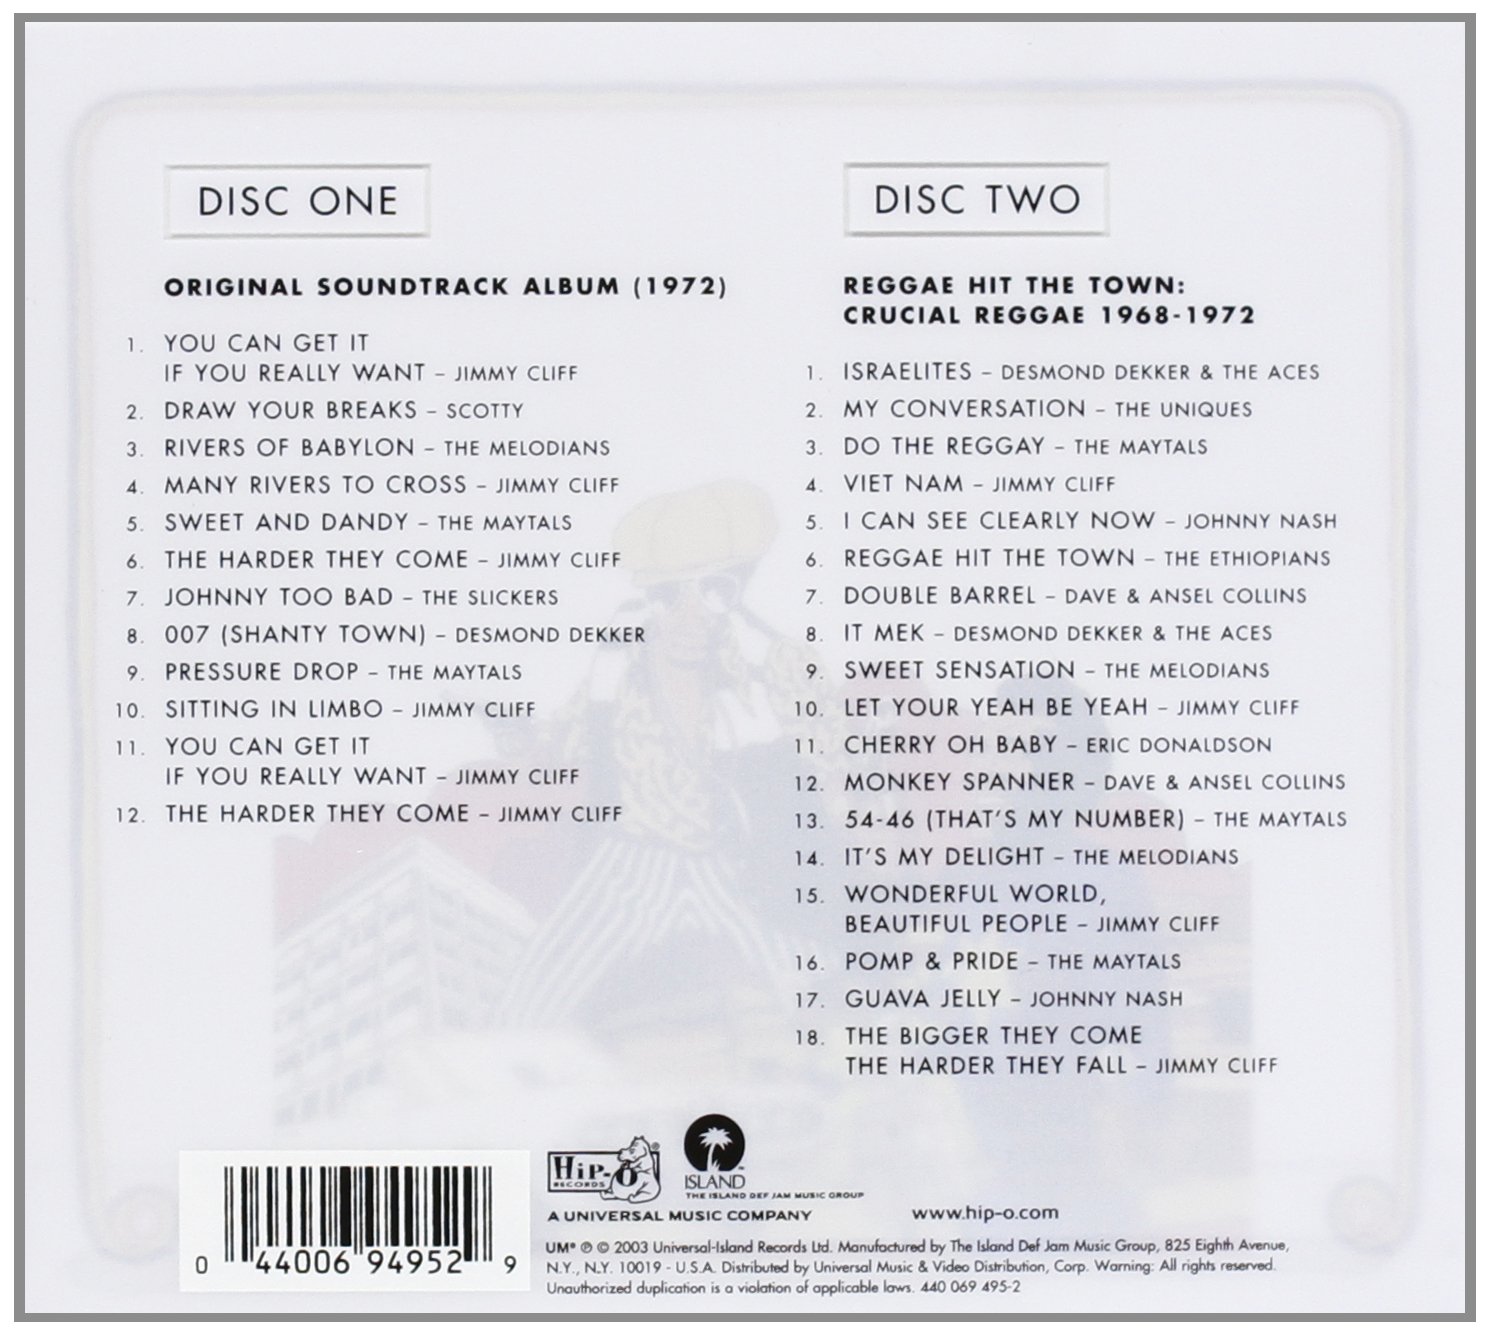 DISC ONE
ORIGINAL SOUNDTRACK ALBUM (1972)
1. YOU CAN GET IT
IF YOU REALLY WANT – JIMMY CLIFF
2. DRAW YOUR BREAKS – SCOTTY
3. RIVERS OF BABYLON – THE MELODIANS
4. MANY RIVERS TO CROSS – JIMMY CLIFF
5. SWEET AND DANDY – THE MAYTALS
6. THE HARDER THEY COME – JIMMY CLIFF
7. JOHNNY TOO BAD – THE SLICKERS
8. 007 (SHANTY TOWN) – DESMOND DEKKER
9. PRESSURE DROP – THE MAYTALS
10. SITTING IN LIMBO – JIMMY CLIFF
11. YOU CAN GET IT
IF YOU REALLY WANT – JIMMY CLIFF
12. THE HARDER THEY COME – JIMMY CLIFF
DISC TWO
REGGAE HIT THE TOWN:
CRUCIAL REGGAE 1968-1972
1. ISRAELITES – DESMOND DEKKER & THE ACES
2. MY CONVERSATION – THE UNIQUES
3. DO THE REGGAY – THE MAYTALS
4. VIET NAM – JIMMY CLIFF
5. I CAN SEE CLEARLY NOW – JOHNNY NASH
6. REGGAE HIT THE TOWN – THE ETHIOPIANS
7. DOUBLE BARREL – DAVE & ANSEL COLLINS
8. IT MEK – DESMOND DEKKER & THE ACES
9. SWEET SENSATION – THE MELODIANS
10. LET YOUR YEAH BE YEAH – JIMMY CLIFF
11. CHERRY OH BABY – ERIC DONALDSON
12. MONKEY SPANNER – DAVE & ANSEL COLLINS
13. 54-46 (THAT'S MY NUMBER) – THE MAYTALS
14. IT'S MY DELIGHT – THE MELODIANS
15. WONDERFUL WORLD,
BEAUTIFUL PEOPLE – JIMMY CLIFF
16. POMP & PRIDE – THE MAYTALS
17. GUAVA JELLY – JOHNNY NASH
18. THE BIGGER THEY COME
THE HARDER THEY FALL – JIMMY CLIFF
0 44006 94952 9
HiP-O
RECORDS
®
ISLAND
™
THE ISLAND DEF JAM MUSIC GROUP
A UNIVERSAL MUSIC COMPANY
www.hip-o.com
UM® ℗ © 2003 Universal-Island Records Ltd. Manufactured by The Island Def Jam Music Group, 825 Eighth Avenue,
N.Y., N.Y. 10019 - U.S.A. Distributed by Universal Music & Video Distribution, Corp. Warning: All rights reserved.
Unauthorized duplication is a violation of applicable laws. 440 069 495-2